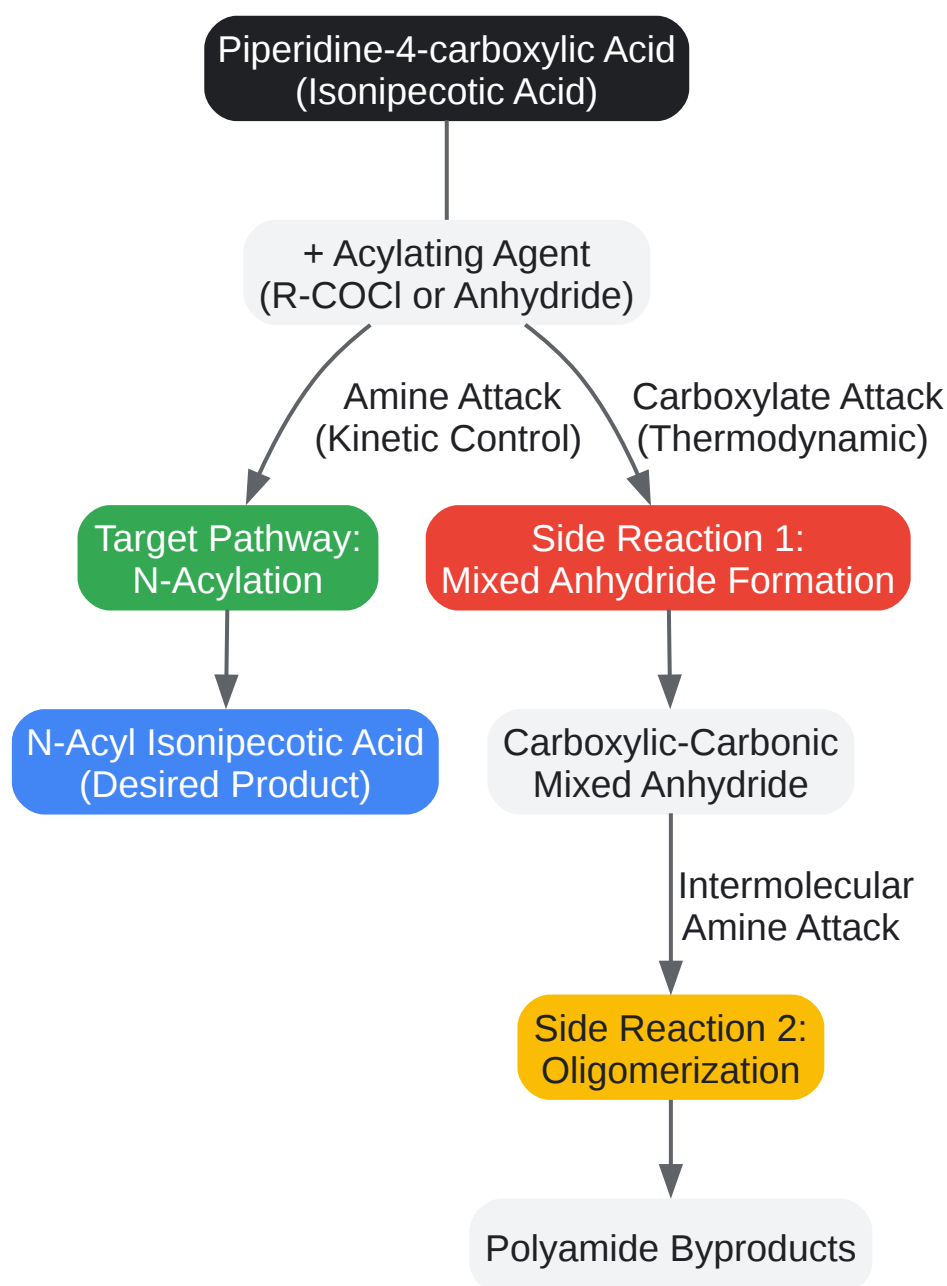 Piperidine-4-carboxylic Acid
(Isonipecotic Acid)
+ Acylating Agent
(R-COCl or Anhydride)
Amine Attack
(Kinetic Control)
Carboxylate Attack
(Thermodynamic)
Target Pathway:
N-Acylation
Side Reaction 1:
Mixed Anhydride Formation
N-Acyl Isonipecotic Acid
(Desired Product)
Carboxylic-Carbonic
Mixed Anhydride
Intermolecular
Amine Attack
Side Reaction 2:
Oligomerization
Polyamide Byproducts